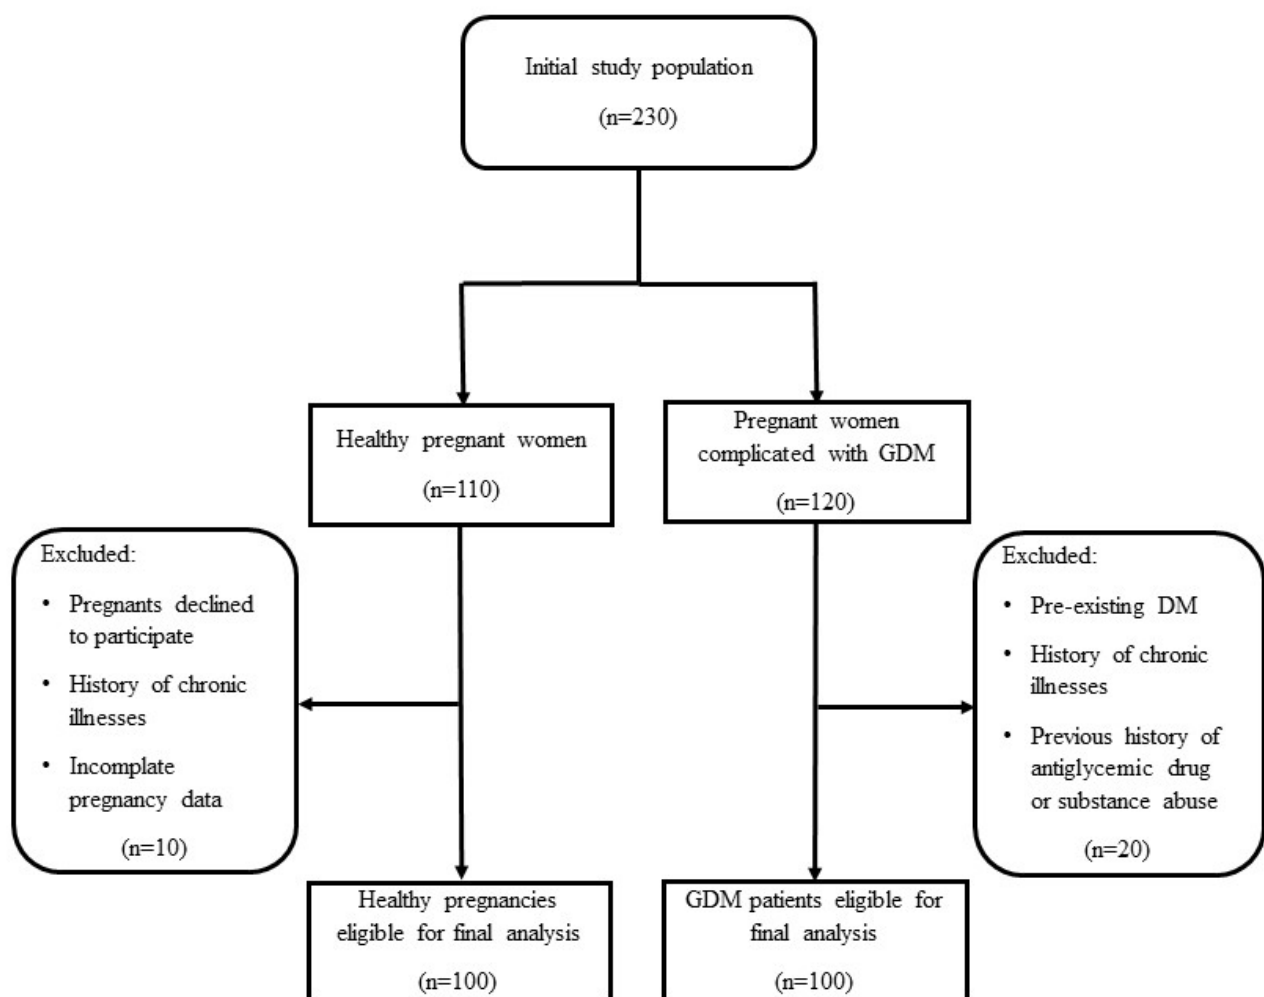 Initial study population
(n=230)
Healthy pregnant women
(n=110)
Pregnant women
complicated with GDM
(n=120)
Excluded:
• Pregnants declined
to participate
• History of chronic
illnesses
• Incomplate
pregnancy data
(n=10)
Excluded:
• Pre-existing DM
• History of chronic
illnesses
• Previous history of
antiglycemic drug
or substance abuse
(n=20)
Healthy pregnancies
eligible for final analysis
(n=100)
GDM patients eligible for
final analysis
(n=100)